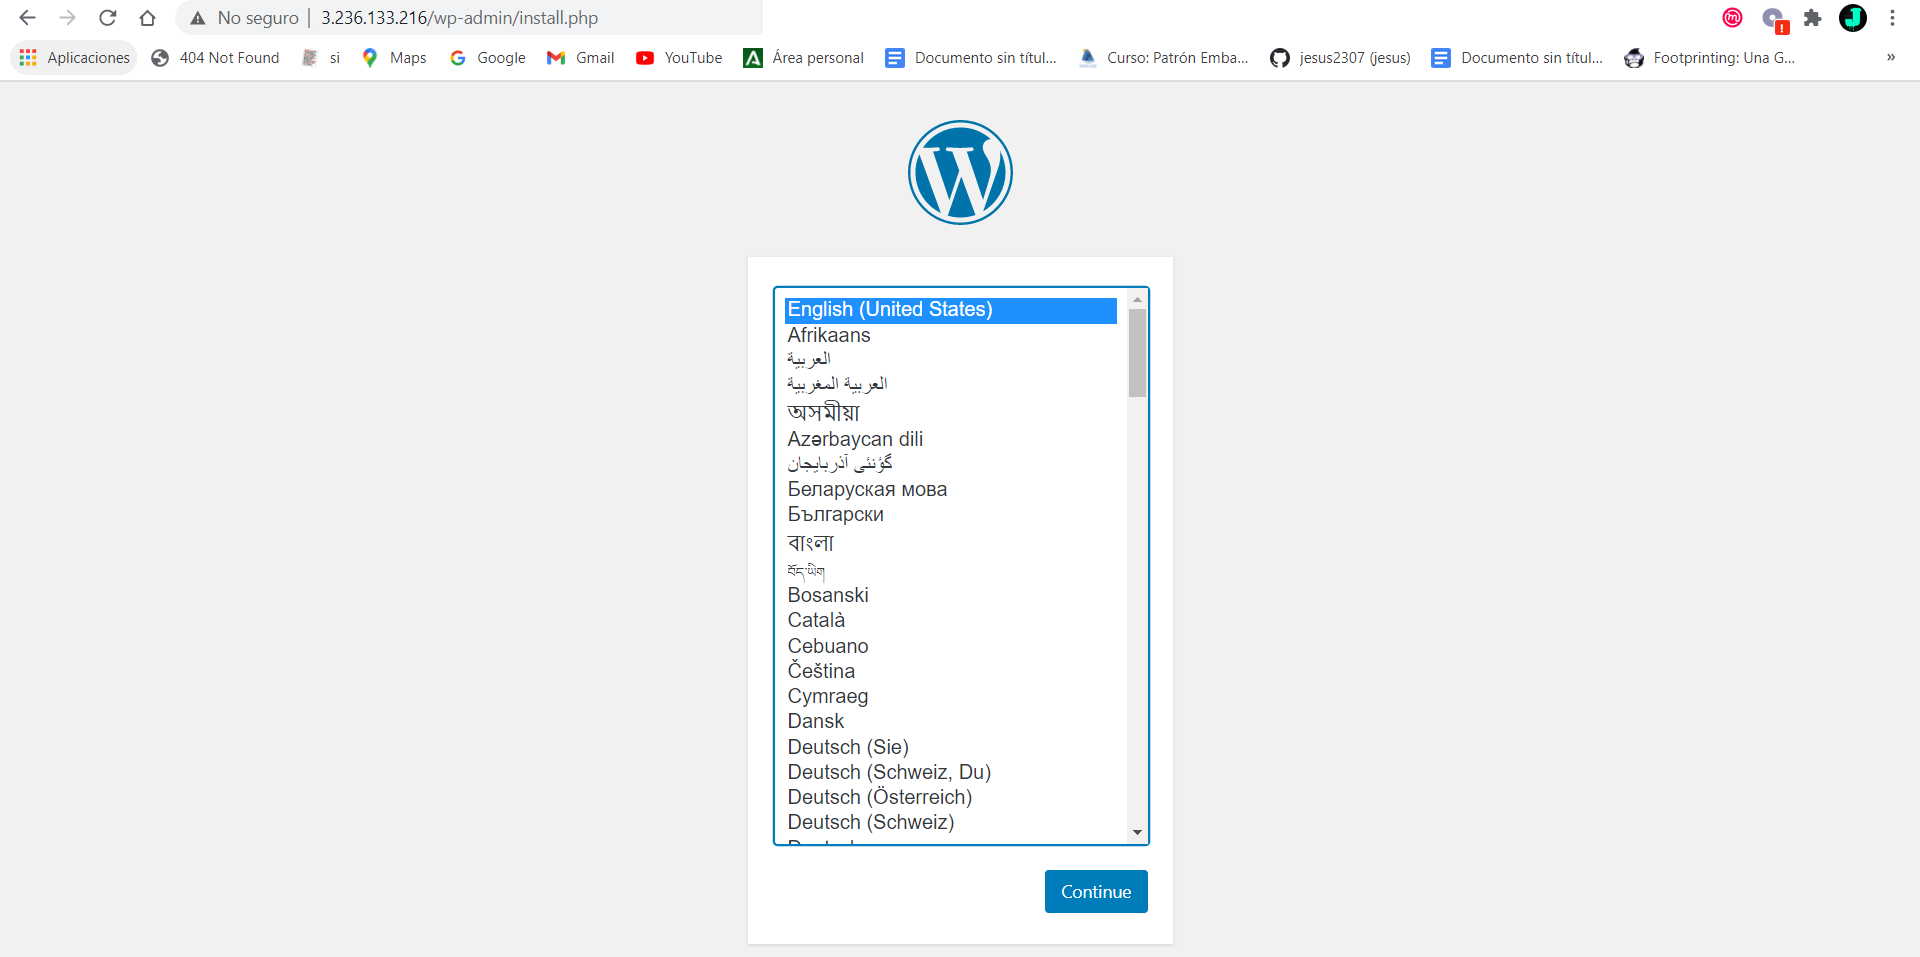 No seguro | 3.236.133.216/wp-admin/install.php
Aplicaciones 404 Not Found si Maps Google Gmail YouTube Área personal Documento sin títul... Curso: Patrón Emba... jesus2307 (jesus) Documento sin títul... Footprinting: Una G... »
English (United States)
Afrikaans
العربية
العربية المغربية
অসমীয়া
Azərbaycan dili
گؤنئی آذربایجان
Беларуская мова
Български
বাংলা
བོད་ཡིག
Bosanski
Català
Cebuano
Čeština
Cymraeg
Dansk
Deutsch (Sie)
Deutsch (Schweiz, Du)
Deutsch (Österreich)
Deutsch (Schweiz)
Continue